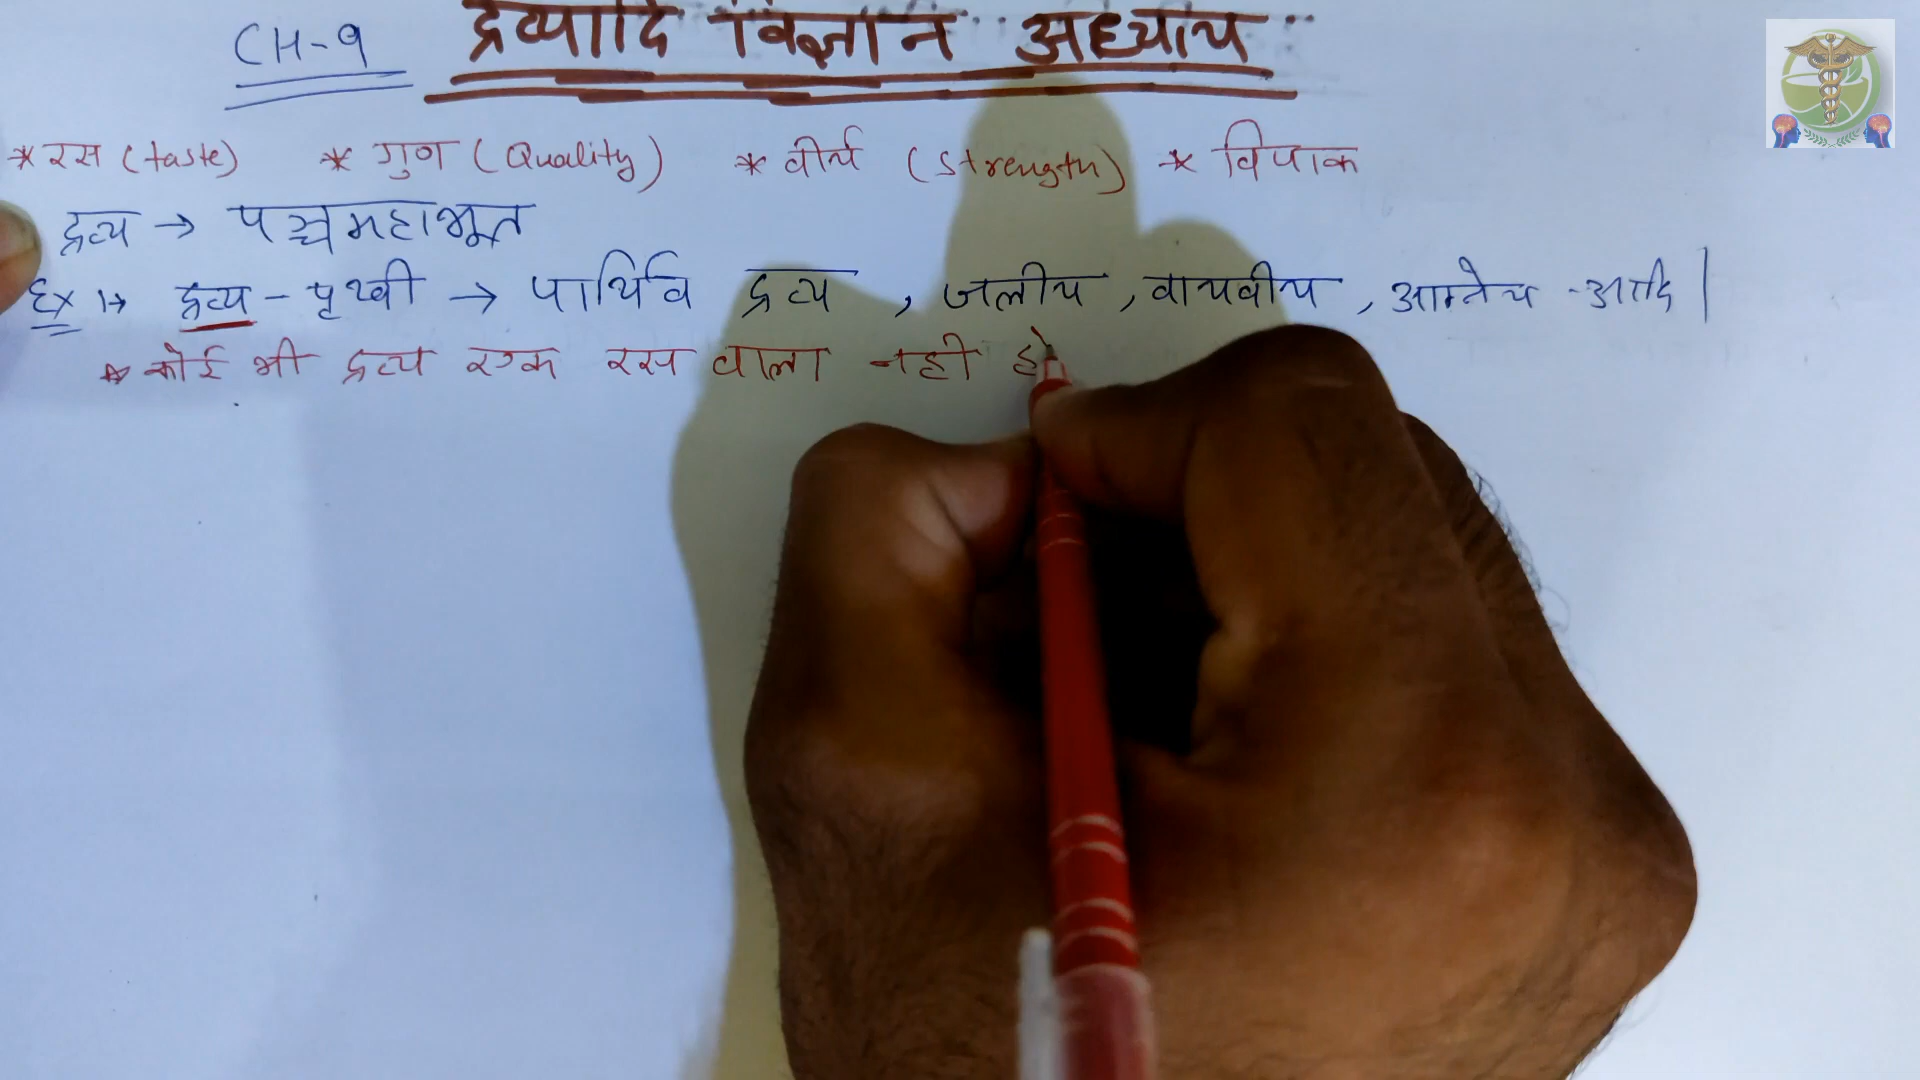 CH-9 द्रव्यादि विज्ञान अध्याय
* रस (taste) * गुण (Quality) * वीर्य (Strength) * विपाक
द्रव्य → पञ्चमहाभूत
Ex 1→ द्रव्य - पृथ्वी → पार्थिव द्रव्य , जलीय , वायवीय , आग्नेय - आदि |
* कोई भी द्रव्य एक रस वाला नही हो